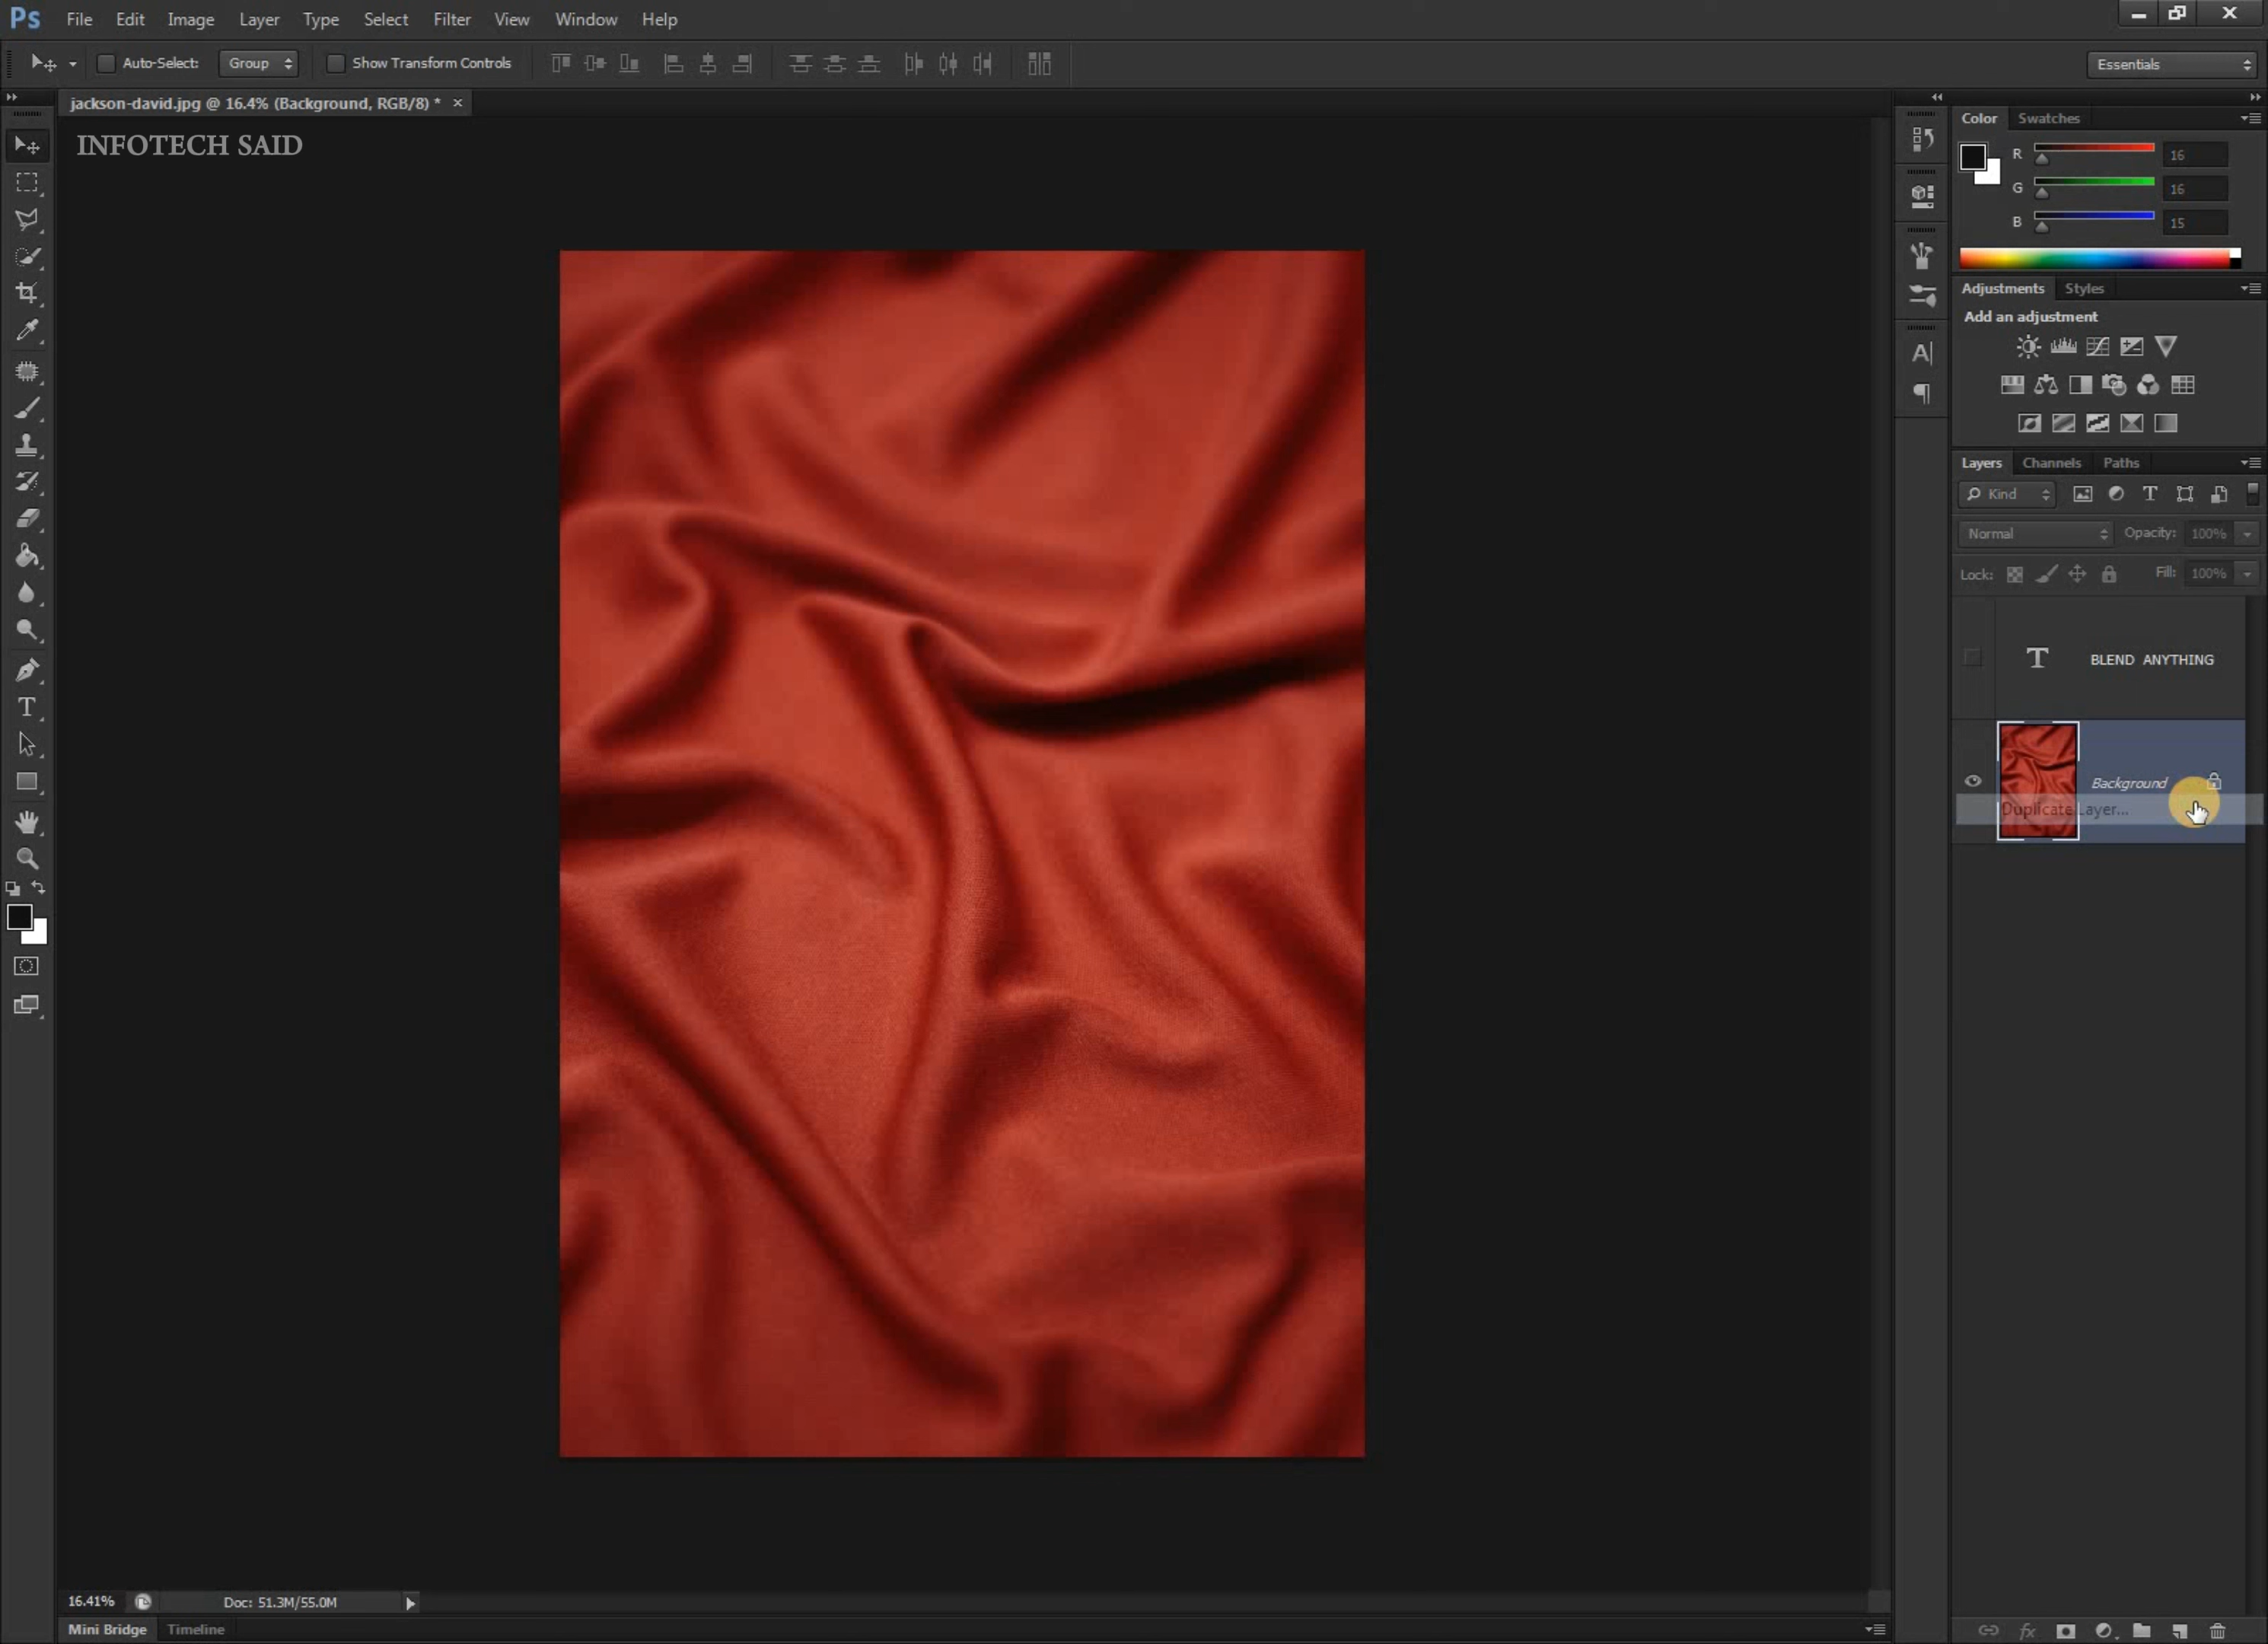 Ps File Edit Image Layer Type Select Filter View Window Help
Auto-Select: Group Show Transform Controls Essentials
jackson-david.jpg @ 16.4% (Background, RGB/8) * ×
INFOTECH SAID
Color Swatches
R 16
G 16
B 15
Adjustments Styles
Add an adjustment
Layers Channels Paths
Kind
Normal Opacity: 100%
Lock: Fill: 100%
T BLEND ANYTHING
Background
Duplicate Layer...
16.41% Doc: 51.3M/55.0M
Mini Bridge Timeline
fx